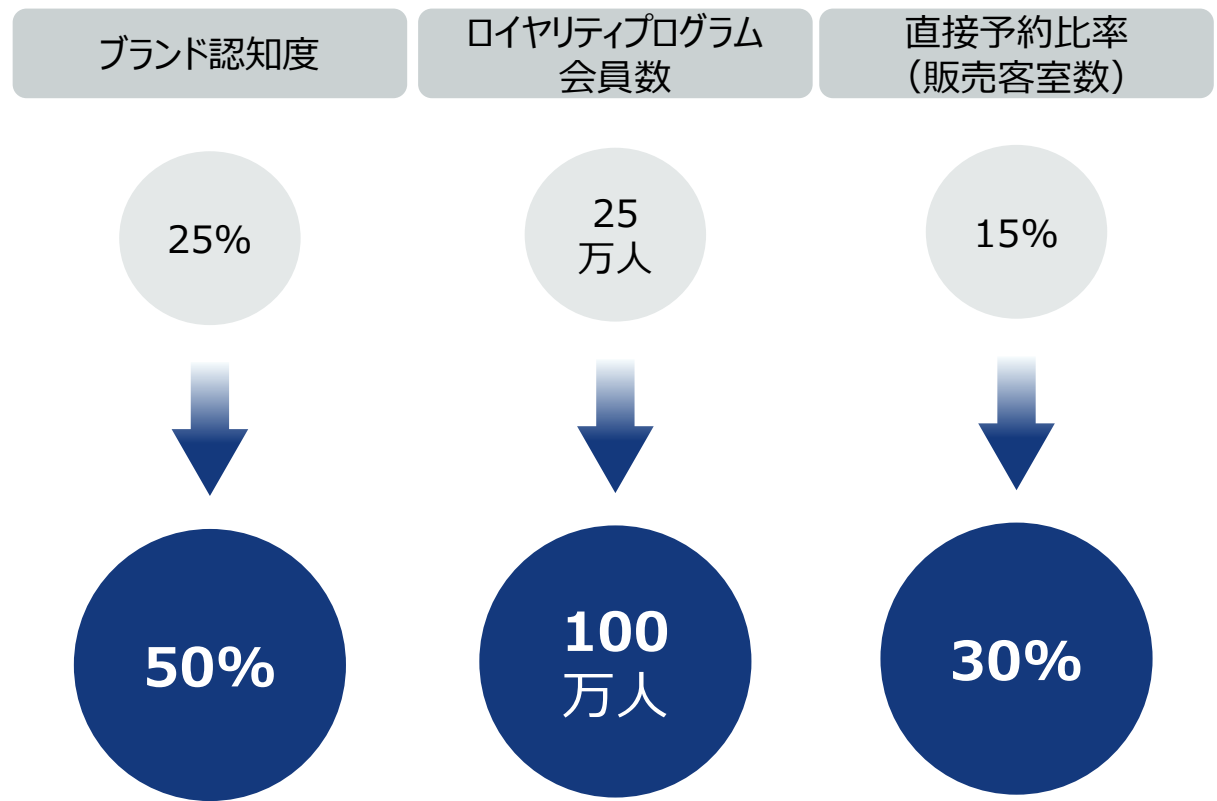 ブランド認知度
ロイヤリティプログラム
会員数
直接予約比率
（販売客室数）
25%
25
万人
15%
50%
100
万人
30%